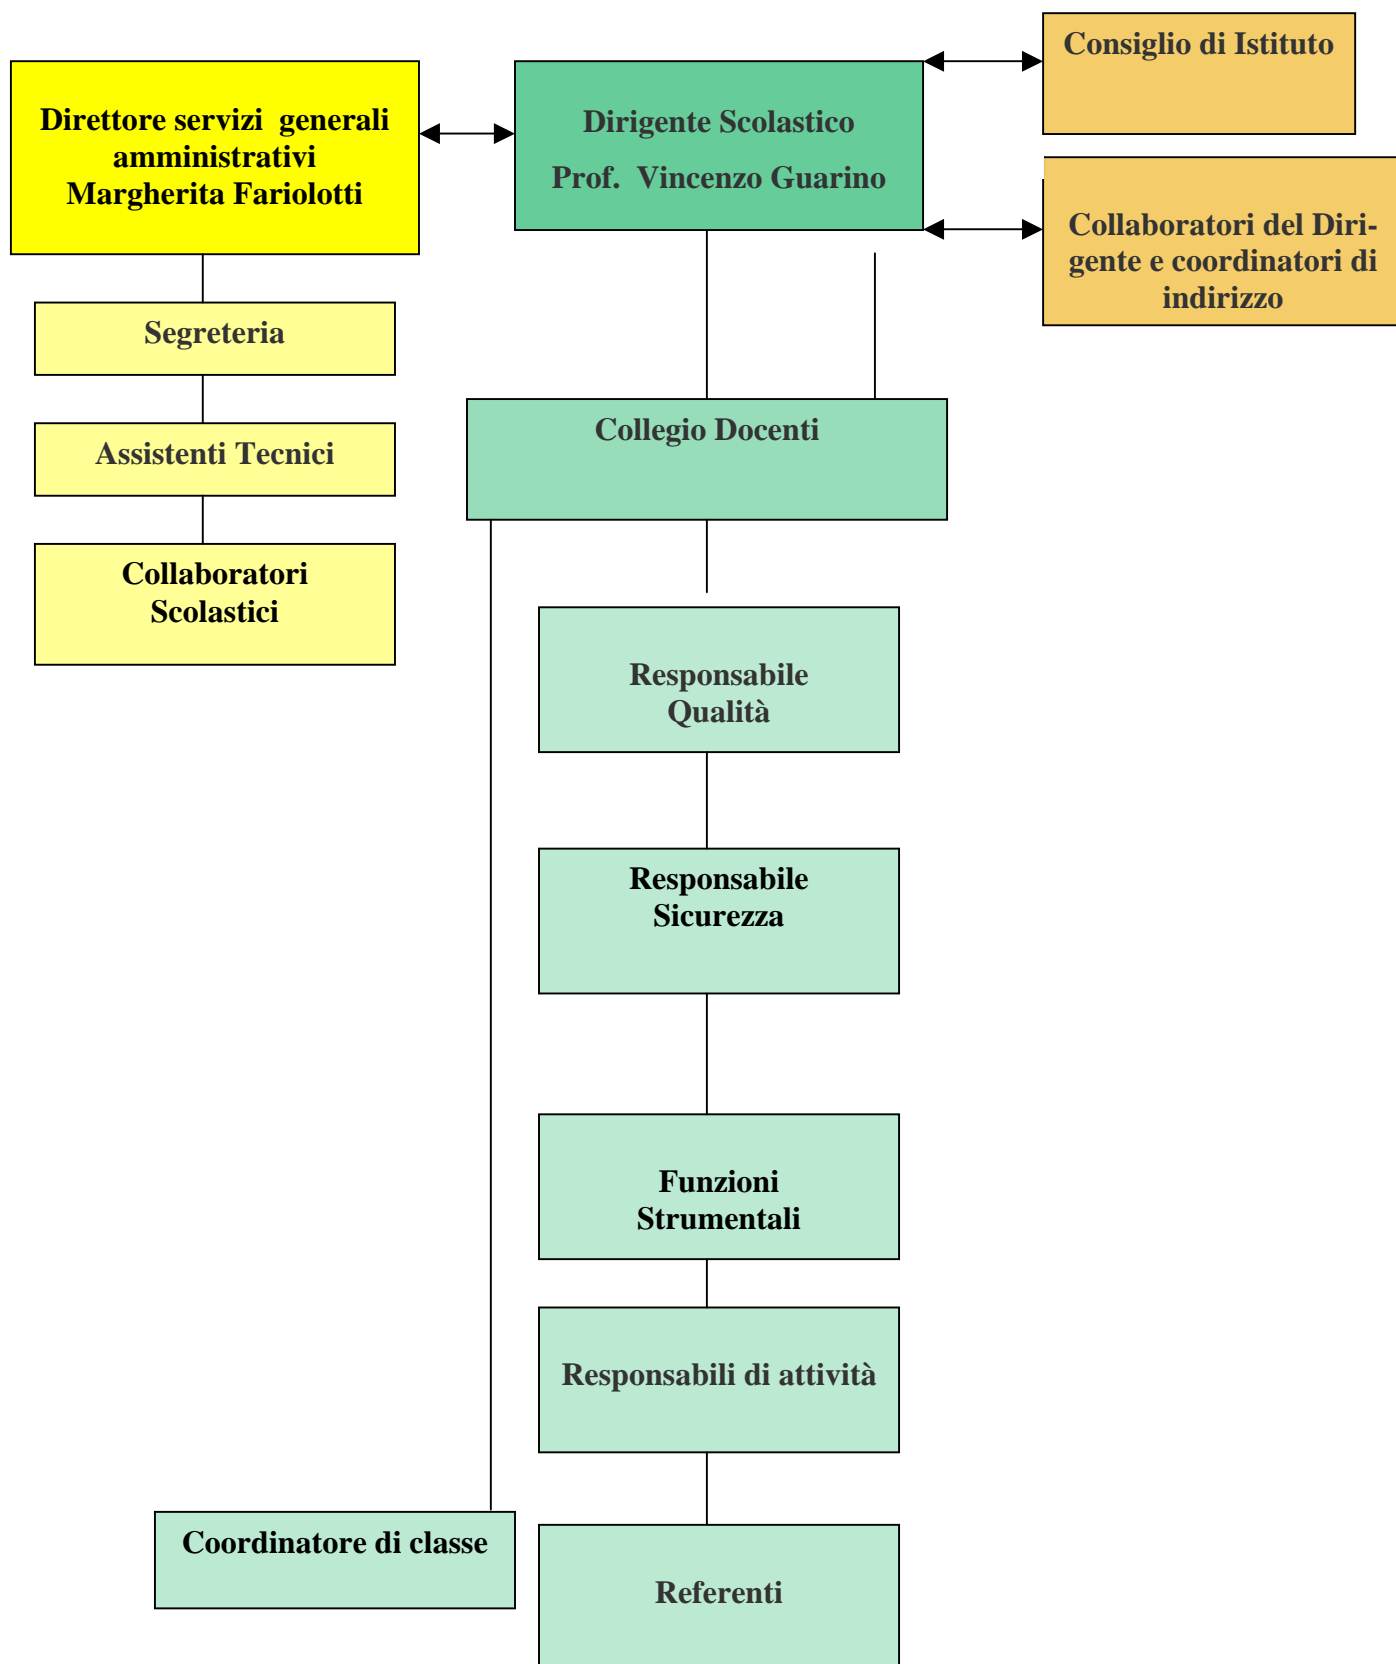 Consiglio di Istituto
Direttore servizi  generali
amministrativi
Margherita Fariolotti
Dirigente Scolastico
Prof.  Vincenzo Guarino
Collaboratori del Diri-
gente e coordinatori di
indirizzo
Segreteria
Assistenti Tecnici
Collaboratori
Scolastici
Collegio Docenti
Responsabile
Qualità
Responsabile
Sicurezza
Funzioni
Strumentali
Responsabili di attività
Coordinatore di classe
Referenti